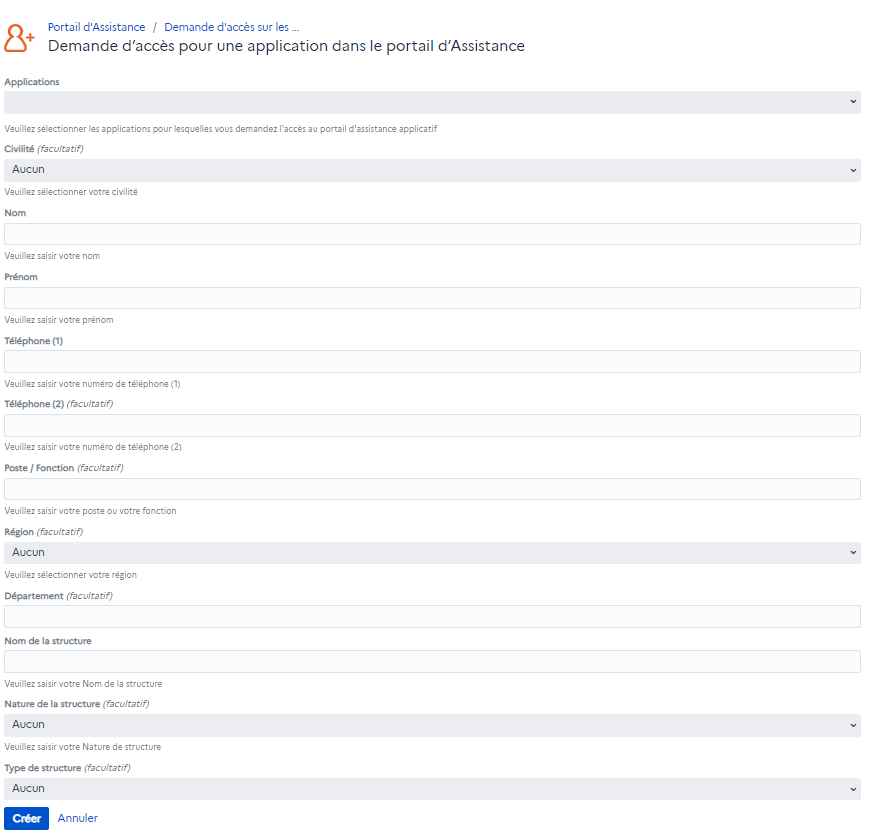 Portail d'Assistance / Demande d'accès sur les ...
Demande d’accès pour une application dans le portail d’Assistance
Applications
Veuillez sélectionner les applications pour lesquelles vous demandez l'accès au portail d'assistance applicatif
Civilité (facultatif)
Aucun
Veuillez sélectionner votre civilité
Nom
Veuillez saisir votre nom
Prénom
Veuillez saisir votre prénom
Téléphone (1)
Veuillez saisir votre numéro de téléphone (1)
Téléphone (2) (facultatif)
Veuillez saisir votre numéro de téléphone (2)
Poste / Fonction (facultatif)
Veuillez saisir votre poste ou votre fonction
Région (facultatif)
Aucun
Veuillez sélectionner votre région
Département (facultatif)
Nom de la structure
Veuillez saisir votre Nom de la structure
Nature de la structure (facultatif)
Aucun
Veuillez saisir votre Nature de structure
Type de structure (facultatif)
Aucun
Créer Annuler